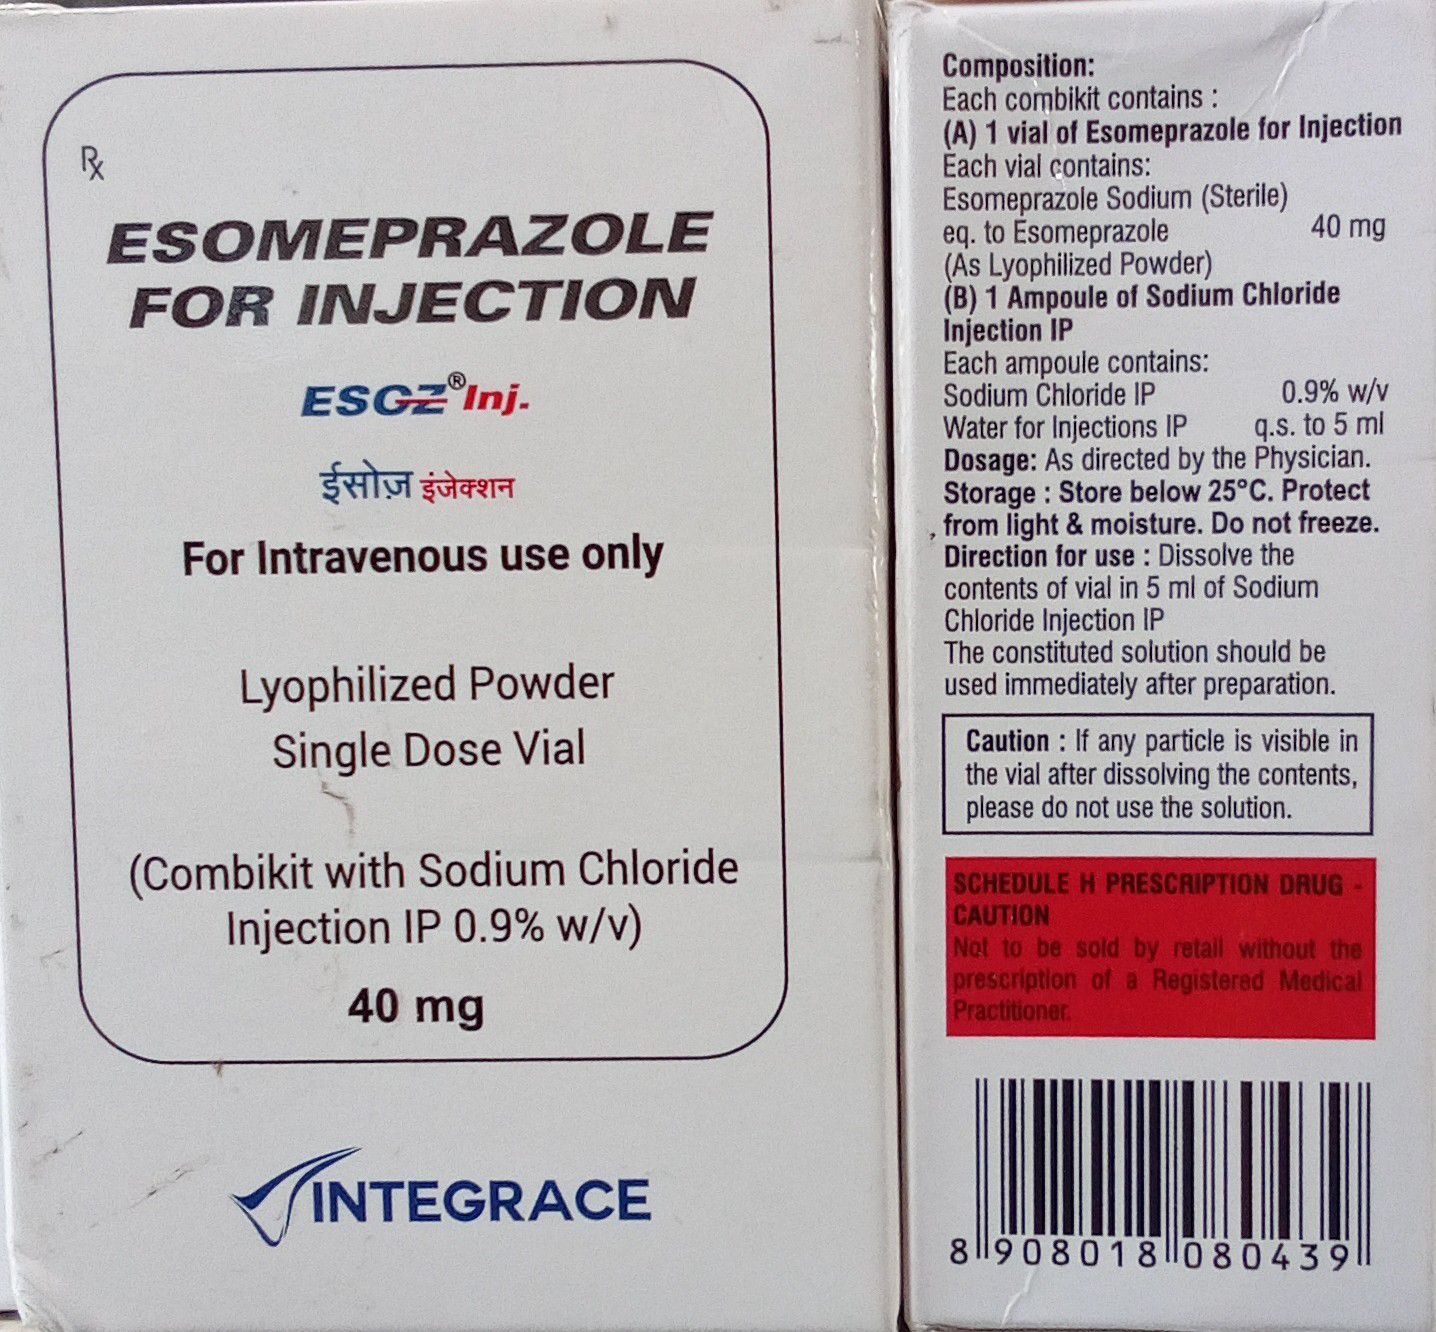 Rx
ESOMEPRAZOLE
FOR INJECTION
ESOZ®Inj.
ईसोज़ इंजेक्शन
For Intravenous use only
Lyophilized Powder
Single Dose Vial
(Combikit with Sodium Chloride
Injection IP 0.9% w/v)
40 mg
INTEGRACE
Composition:
Each combikit contains :
(A) 1 vial of Esomeprazole for Injection
Each vial contains:
Esomeprazole Sodium (Sterile)
eq. to Esomeprazole 40 mg
(As Lyophilized Powder)
(B) 1 Ampoule of Sodium Chloride
Injection IP
Each ampoule contains:
Sodium Chloride IP 0.9% w/v
Water for Injections IP q.s. to 5 ml
Dosage: As directed by the Physician.
Storage : Store below 25°C. Protect
from light & moisture. Do not freeze.
Direction for use : Dissolve the
contents of vial in 5 ml of Sodium
Chloride Injection IP
The constituted solution should be
used immediately after preparation.
Caution : If any particle is visible in
the vial after dissolving the contents,
please do not use the solution.
SCHEDULE H PRESCRIPTION DRUG -
CAUTION
Not to be sold by retail without the
prescription of a Registered Medical
Practitioner.
8 908018 080439